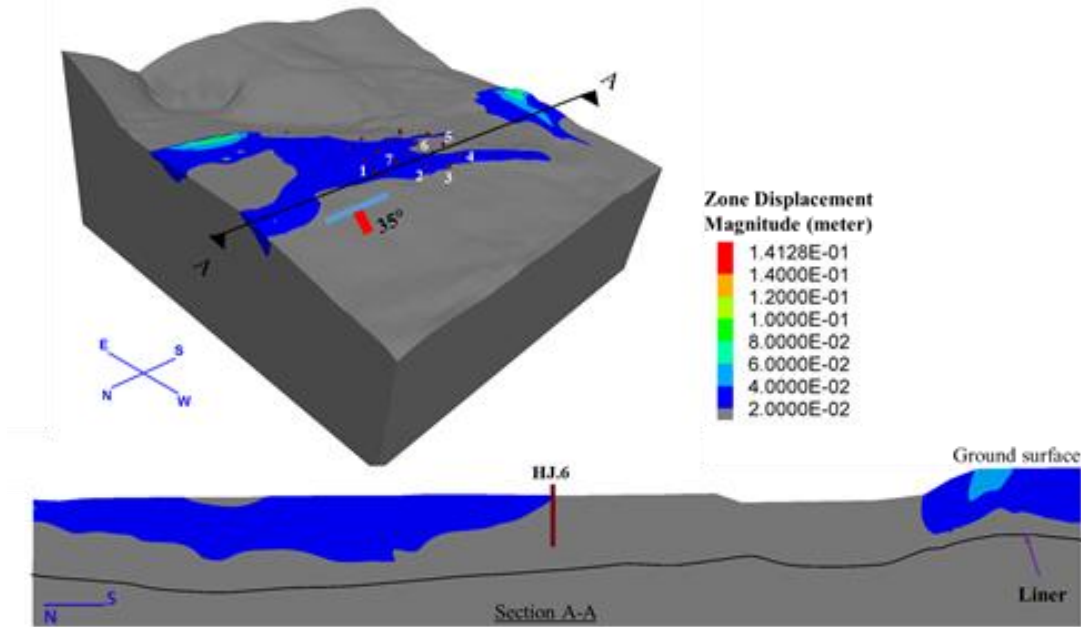 A
5
6
7
4
1
2
3
35°
A
E
S
N
W
Zone Displacement
Magnitude (meter)
1.4128E-01
1.4000E-01
1.2000E-01
1.0000E-01
8.0000E-02
6.0000E-02
4.0000E-02
2.0000E-02
Ground surface
HJ.6
Liner
S
N
Section A-A